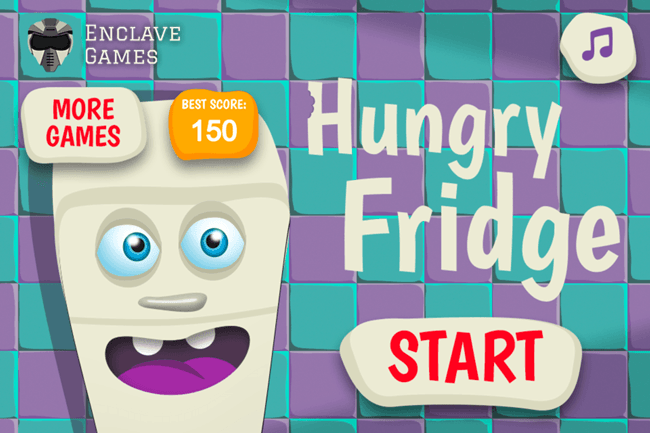 Enclave
Games
MORE
GAMES
BEST SCORE:
150
Hungry
Fridge
START